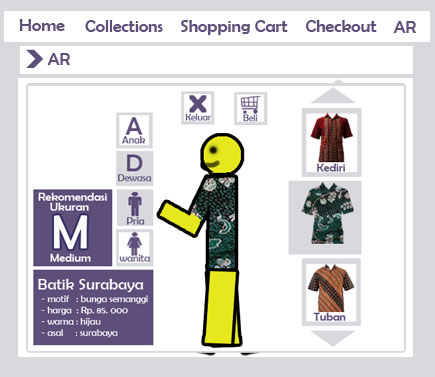 Home Collections Shopping Cart Checkout AR
AR
Keluar
Beli
A
Anak
D
Dewasa
Pria
wanita
Rekomendasi
Ukuran
M
Medium
Batik Surabaya
- motif : bunga semanggi
- harga : Rp. 85. 000
- warna : hijau
- asal : surabaya
Kediri
Tuban